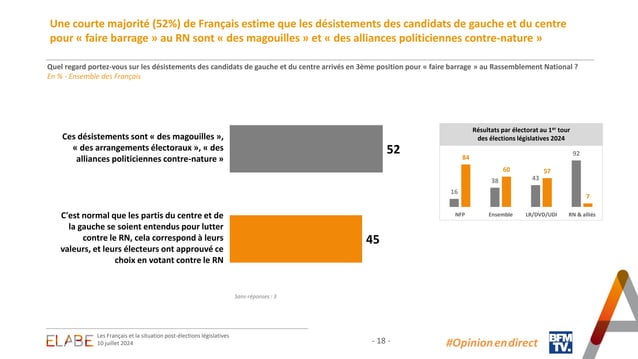 Une courte majorité (52%) de Français estime que les désistements des candidats de gauche et du centre
pour « faire barrage » au RN sont « des magouilles » et « des alliances politiciennes contre-nature »
Quel regard portez-vous sur les désistements des candidats de gauche et du centre arrivés en 3ème position pour « faire barrage » au Rassemblement National ?
En % - Ensemble des Français
Ces désistements sont « des magouilles »,
« des arrangements électoraux », « des
alliances politiciennes contre-nature »
52
C'est normal que les partis du centre et de
la gauche se soient entendus pour lutter
contre le RN, cela correspond à leurs
valeurs, et leurs électeurs ont approuvé ce
choix en votant contre le RN
45
Sans réponses : 3
Résultats par électorat au 1er tour
des élections législatives 2024
16 84 38 60 43 57 92 7
NFP Ensemble LR/DVD/UDI RN & alliés
ELABE
Les Français et la situation post-élections législatives
10 juillet 2024
- 18 -
#Opinionendirect
BFM
TV.